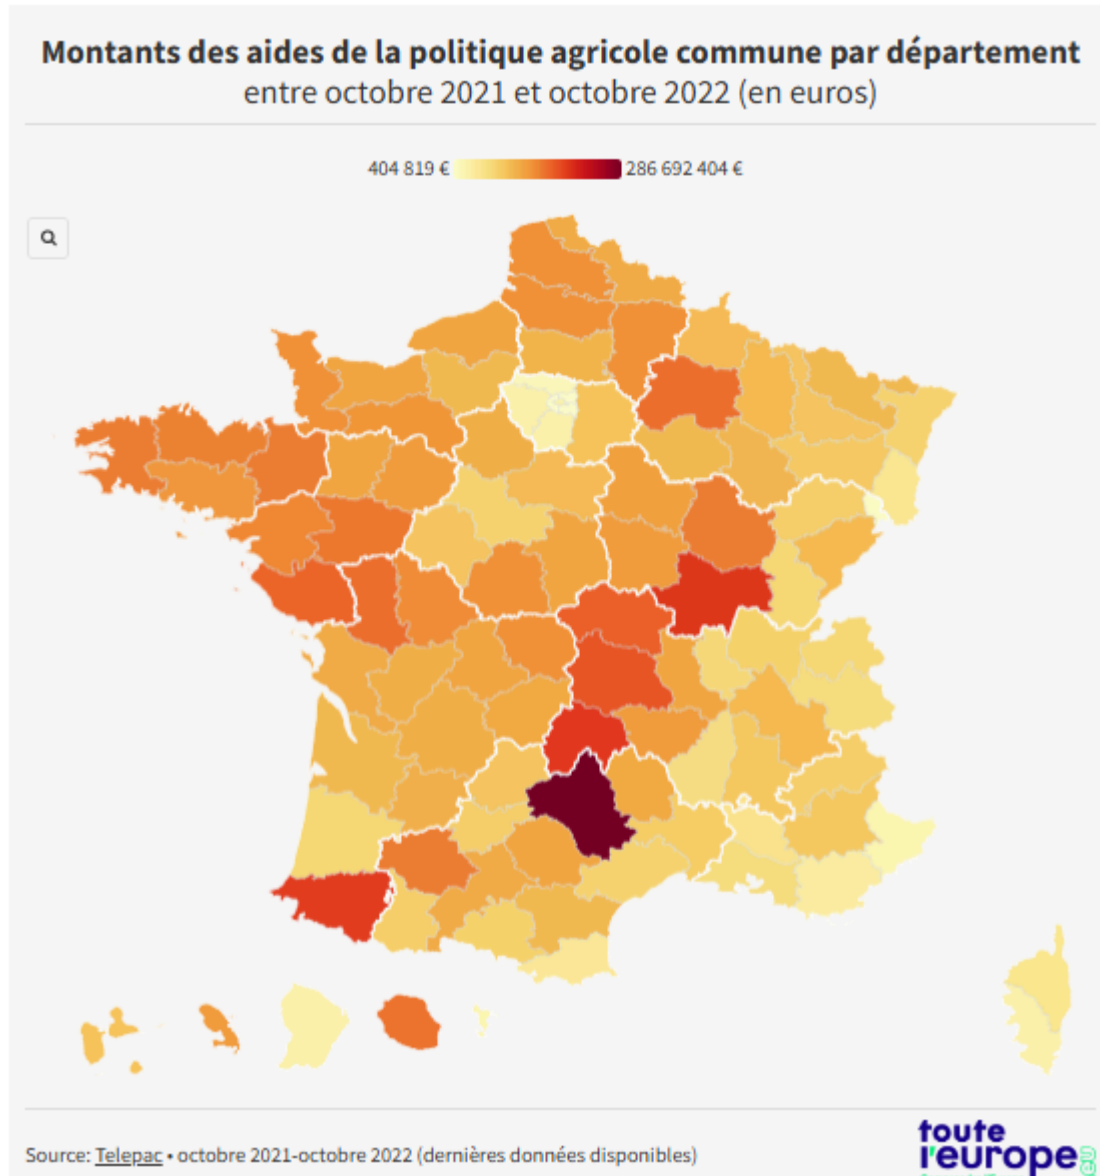 Montants des aides de la politique agricole commune par département
entre octobre 2021 et octobre 2022 (en euros)
404 819 € 286 692 404 €
Source: Telepac • octobre 2021-octobre 2022 (dernières données disponibles)
toute
l'europe eu